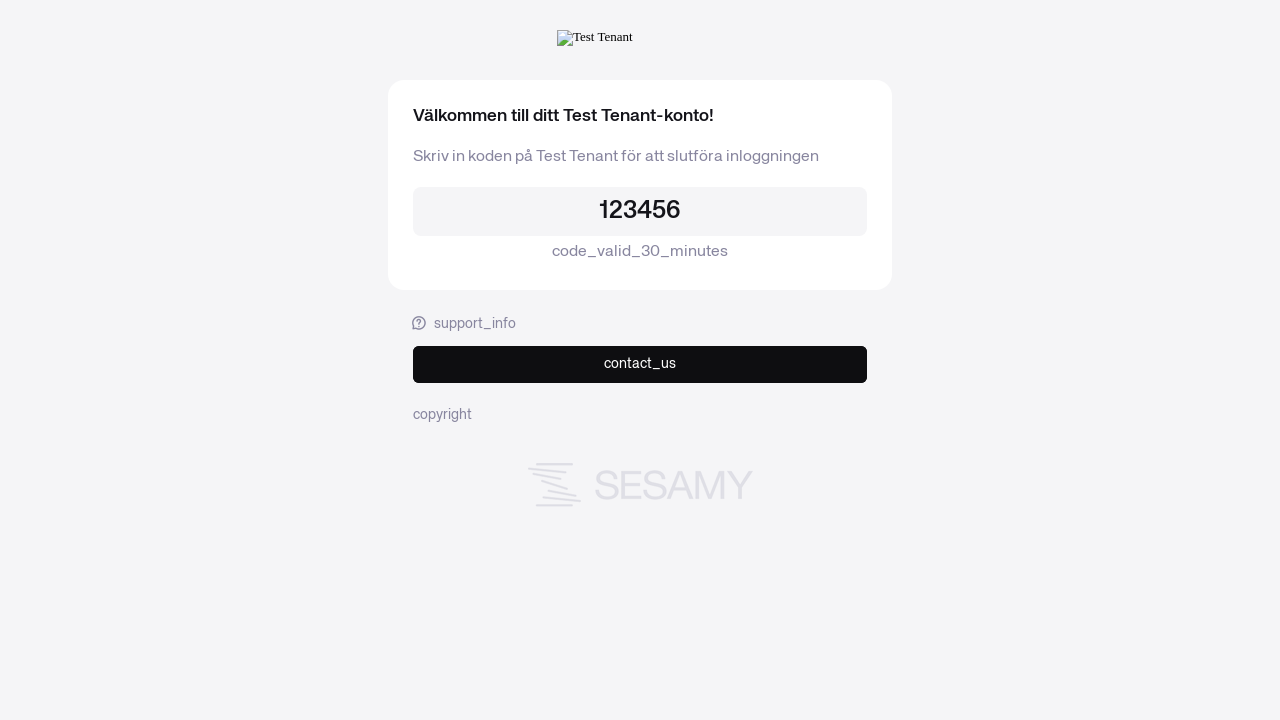 Test Tenant
Välkommen till ditt Test Tenant-konto!
Skriv in koden på Test Tenant för att slutföra inloggningen
123456
code_valid_30_minutes
support_info
contact_us
copyright
SESAMY